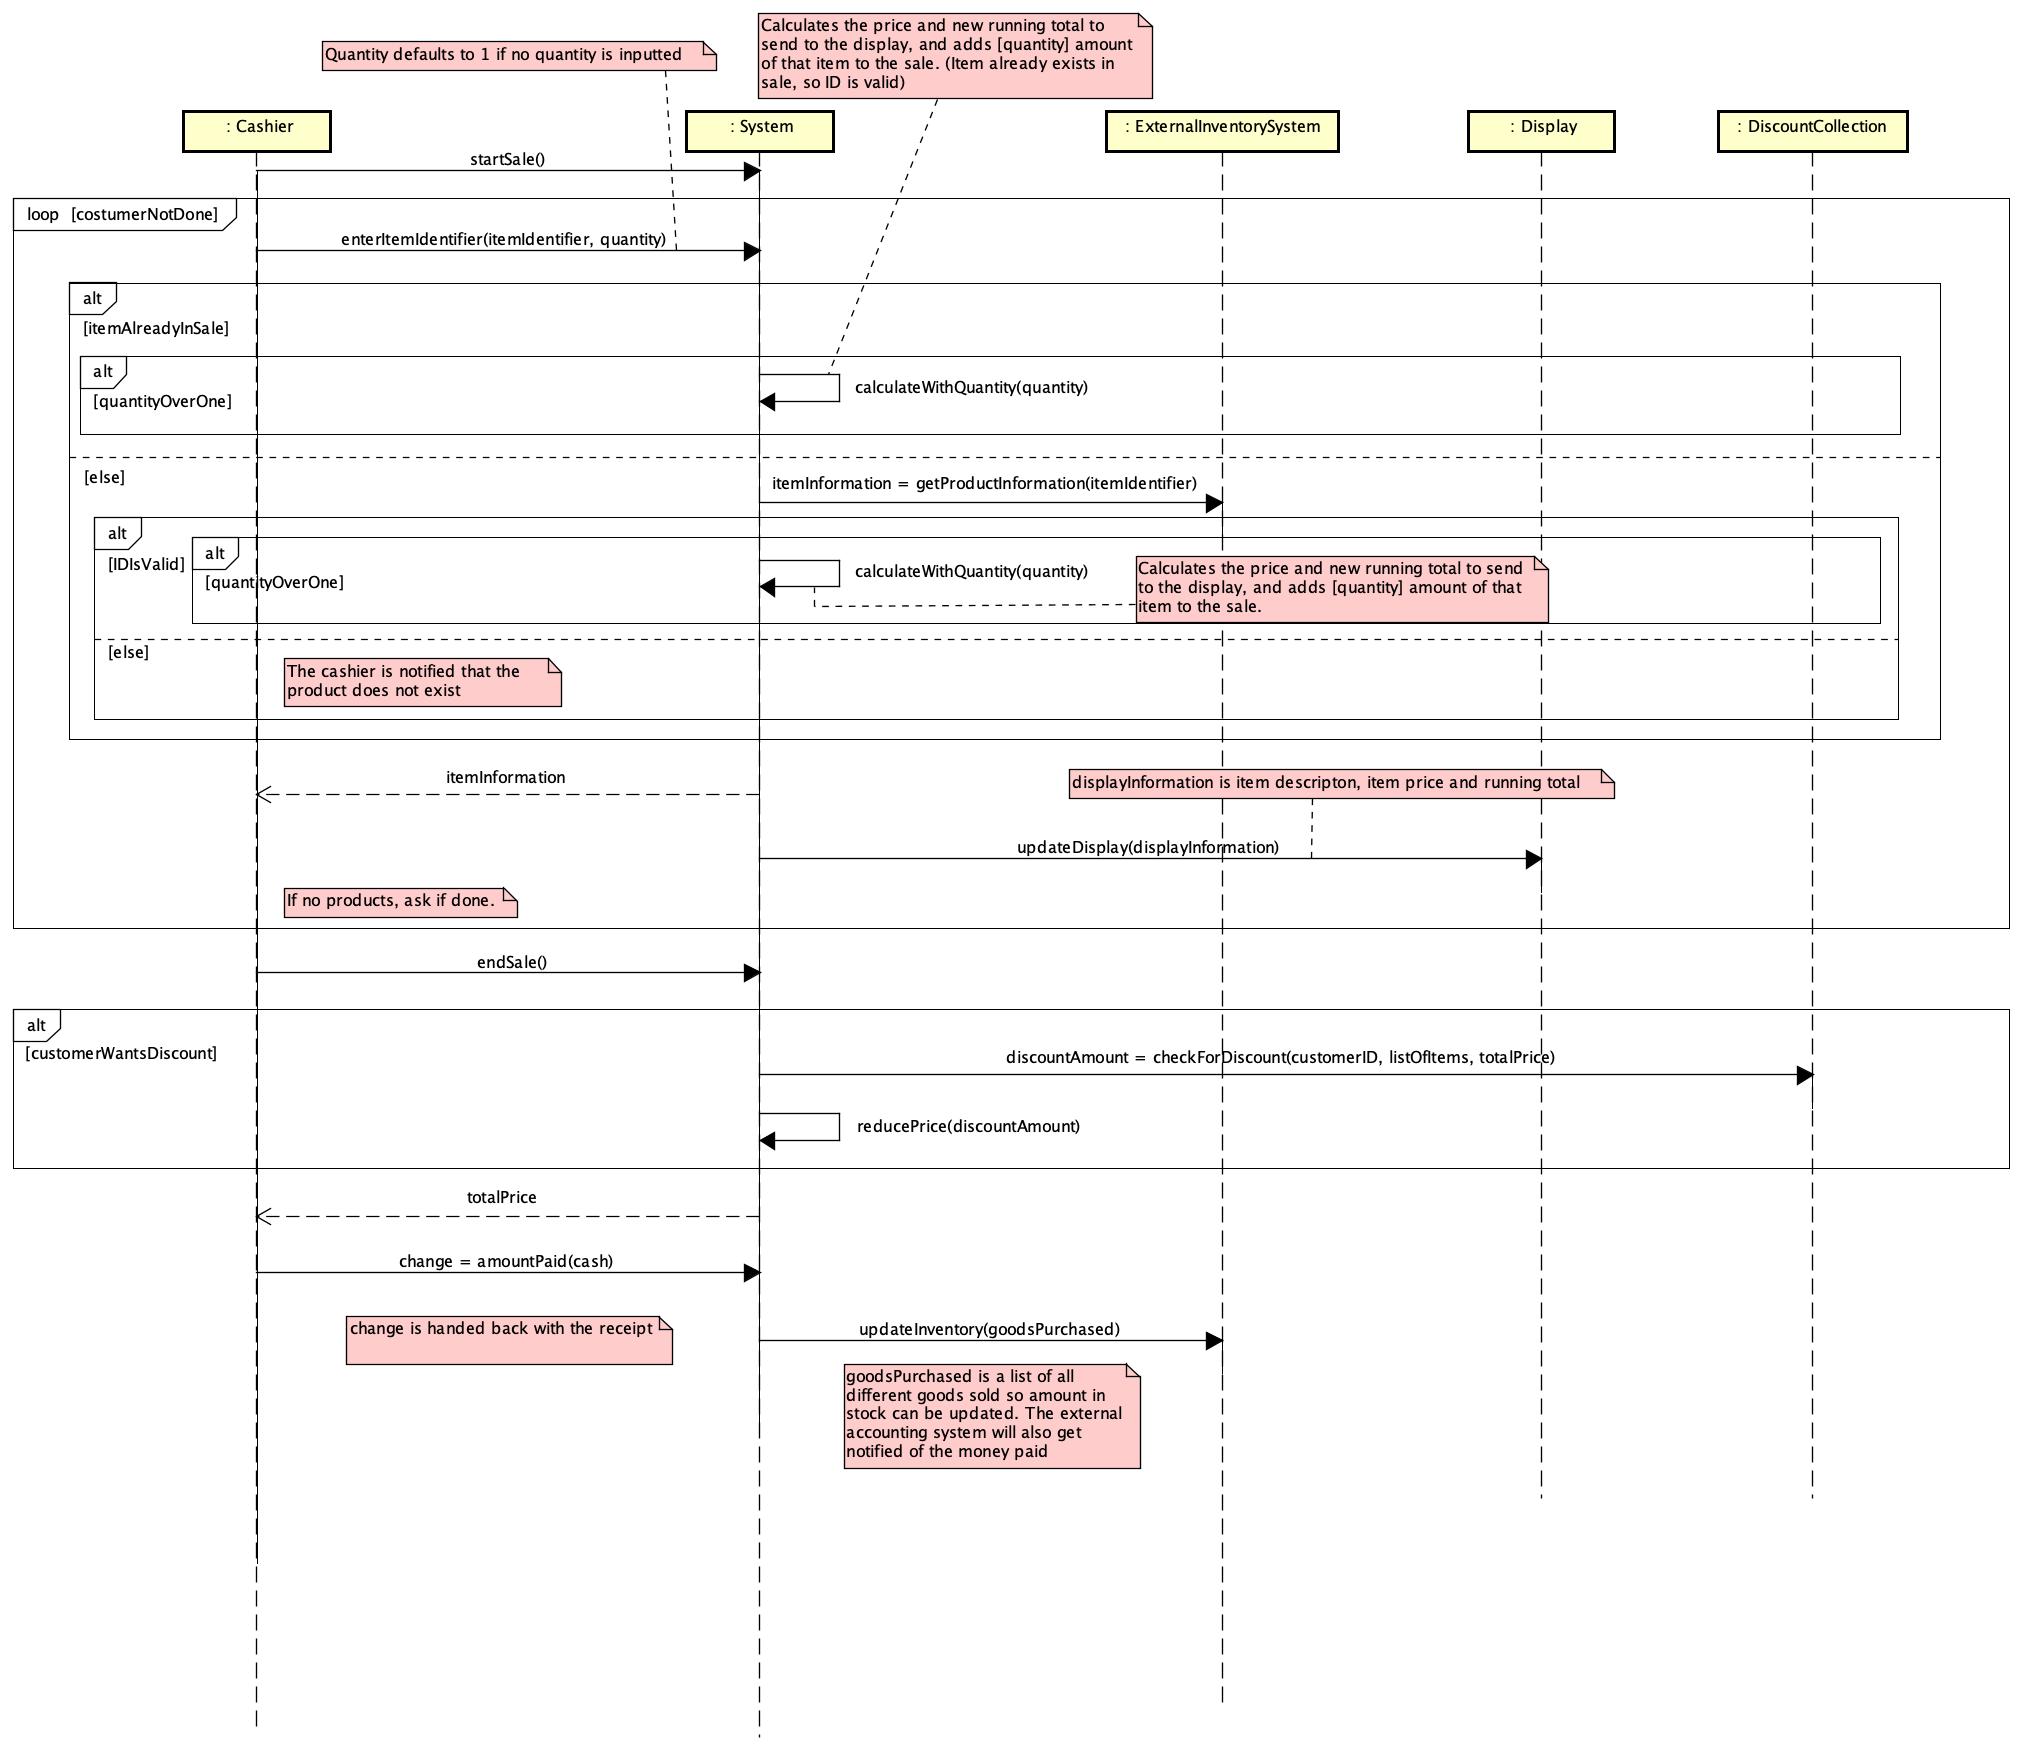 Calculates the price and new running total to
send to the display, and adds [quantity] amount
of that item to the sale. (Item already exists in
sale, so ID is valid)
Quantity defaults to 1 if no quantity is inputted
: Cashier
: System
: ExternalInventorySystem
: Display
: DiscountCollection
startSale()
loop [costumerNotDone]
enterItemIdentifier(itemIdentifier, quantity)
alt
[itemAlreadyInSale]
alt
[quantityOverOne]
calculateWithQuantity(quantity)
[else]
itemInformation = getProductInformation(itemIdentifier)
alt
[IDIsValid]
alt
[quantityOverOne]
calculateWithQuantity(quantity)
Calculates the price and new running total to send
to the display, and adds [quantity] amount of that
item to the sale.
[else]
The cashier is notified that the
product does not exist
itemInformation
displayInformation is item descripton, item price and running total
updateDisplay(displayInformation)
If no products, ask if done.
endSale()
alt
[customerWantsDiscount]
discountAmount = checkForDiscount(customerID, listOfItems, totalPrice)
reducePrice(discountAmount)
totalPrice
change = amountPaid(cash)
change is handed back with the receipt
updateInventory(goodsPurchased)
goodsPurchased is a list of all
different goods sold so amount in
stock can be updated. The external
accounting system will also get
notified of the money paid